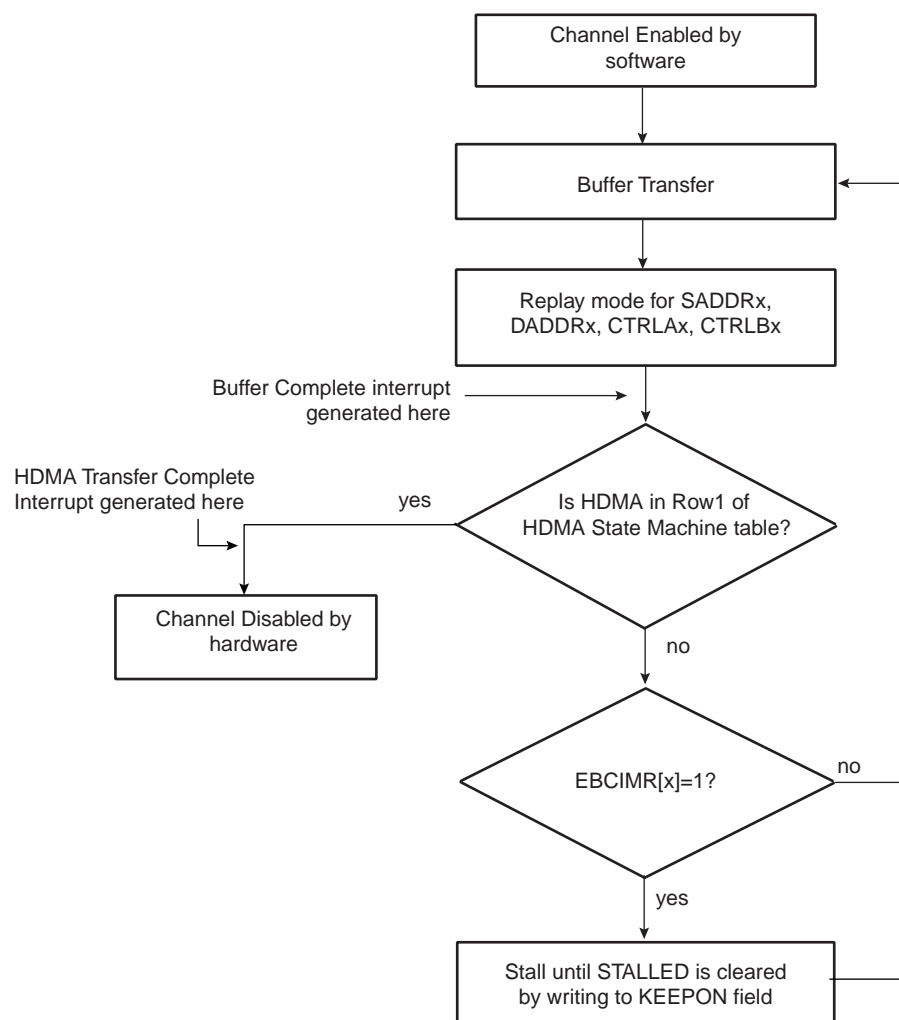 Channel Enabled by
software
Buffer Transfer
Replay mode for SADDRx,
DADDRx, CTRLAx, CTRLBx
Buffer Complete interrupt
generated here
HDMA Transfer Complete
Interrupt generated here
yes
Is HDMA in Row1 of
HDMA State Machine table?
Channel Disabled by
hardware
no
EBCIMR[x]=1?
no
yes
Stall until STALLED is cleared
by writing to KEEPON field